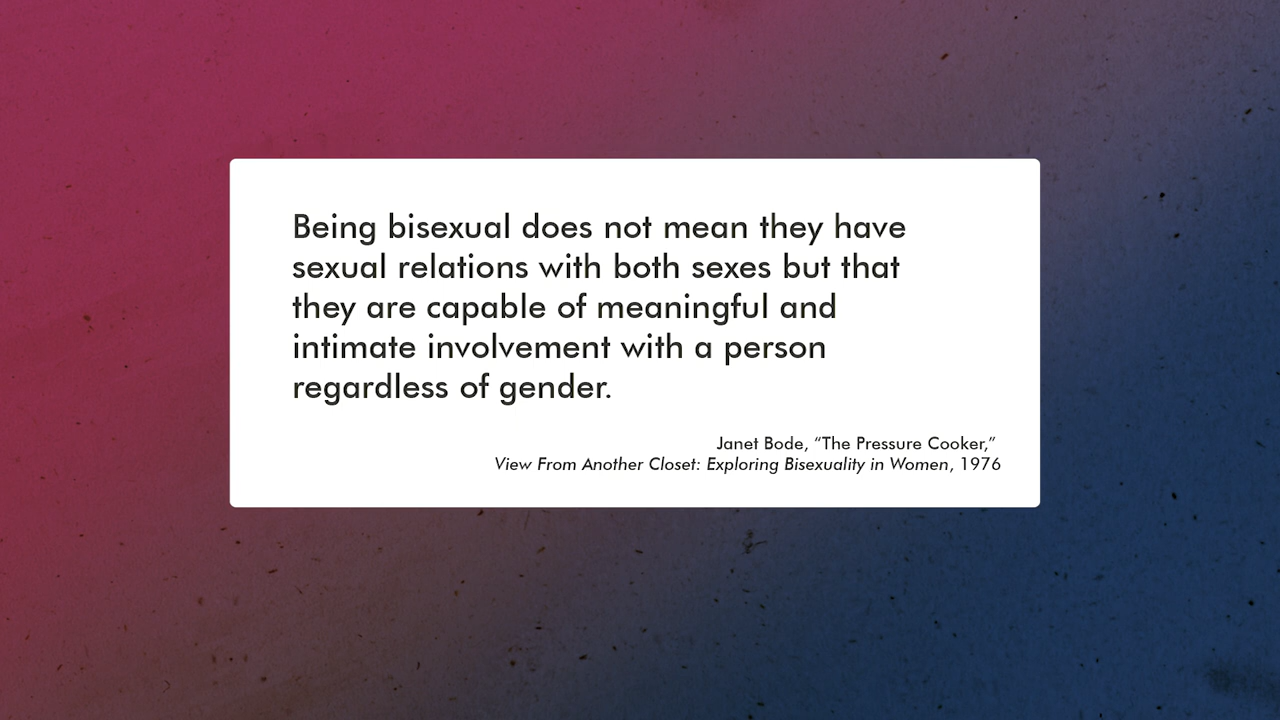 Being bisexual does not mean they have
sexual relations with both sexes but that
they are capable of meaningful and
intimate involvement with a person
regardless of gender.
Janet Bode, “The Pressure Cooker,”
View From Another Closet: Exploring Bisexuality in Women, 1976